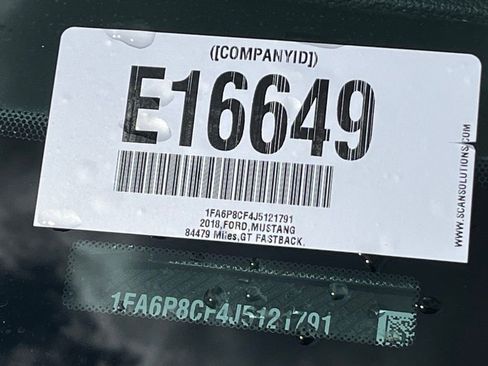 ([COMPANYID])
E16649
1FA6P8CF4J5121791
2018,FORD,MUSTANG
84479 Miles,GT FASTBACK,
WWW.SCANSOLUTIONS.COM
1FA6P8CF4J5121791